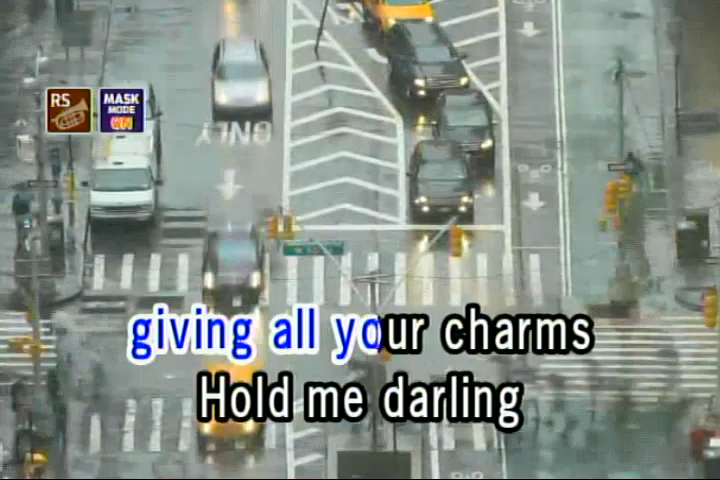 RS
MASK
MODE
ON
ONLY
giving all your charms
Hold me darling